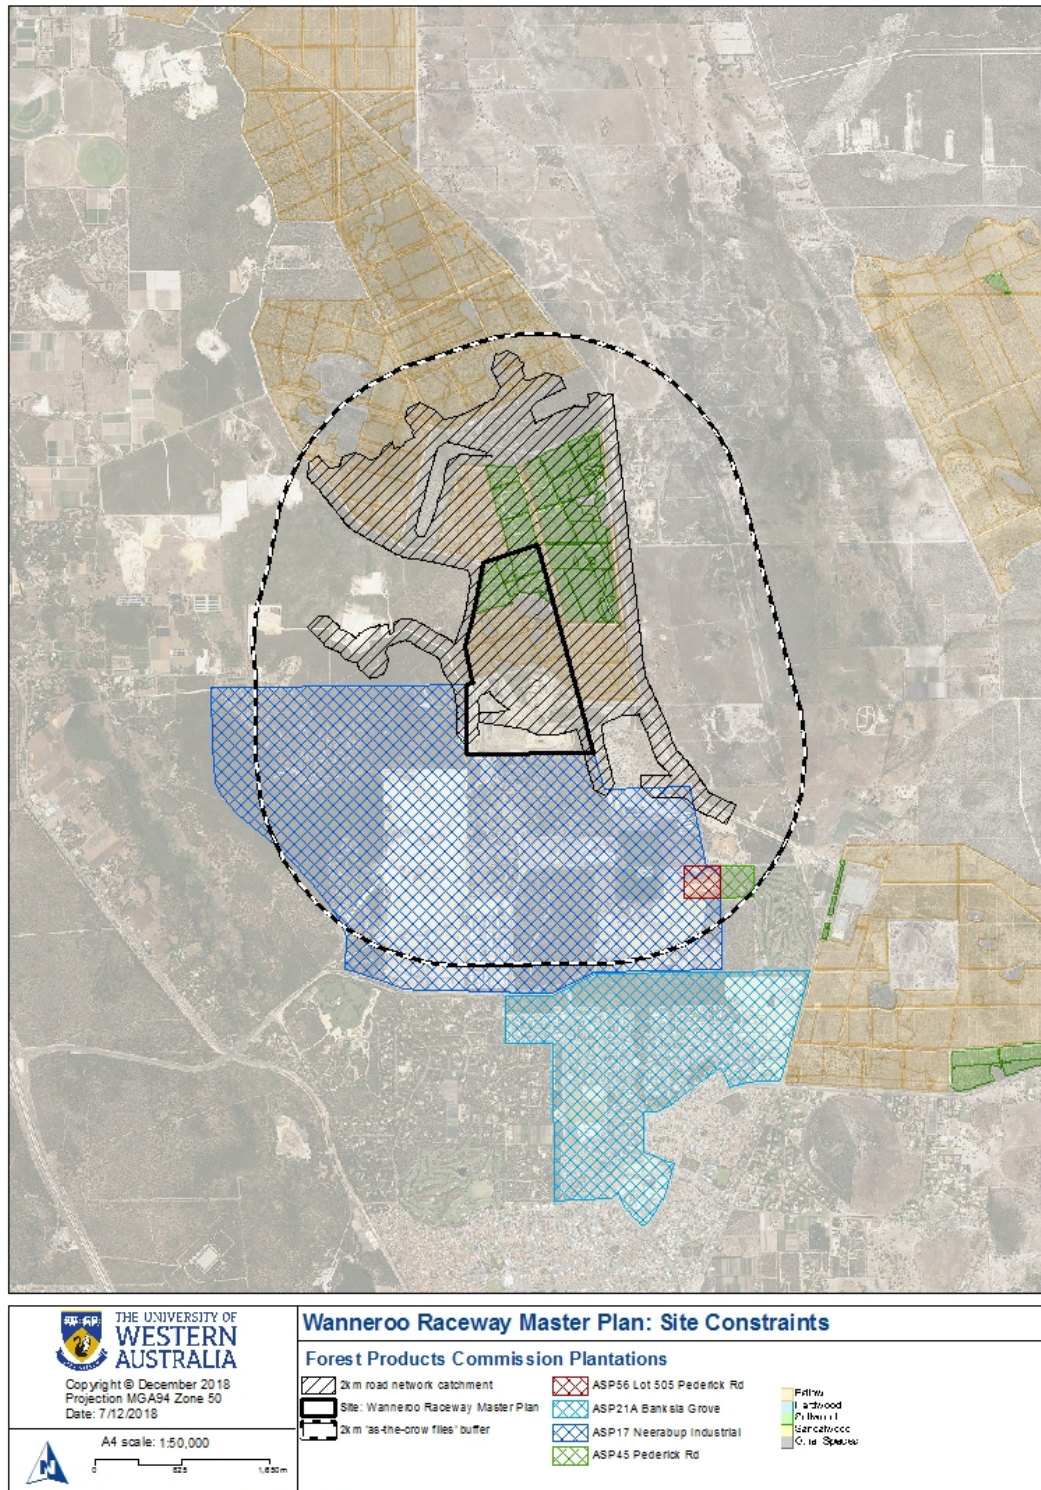 THE UNIVERSITY OF
WESTERN
AUSTRALIA
Copyright © December 2018
Projection MGA94 Zone 50
Date: 7/12/2018
A4 scale: 1:50,000
N
0 825 1,650m
Wanneroo Raceway Master Plan: Site Constraints
Forest Products Commission Plantations
2km road network catchment
Site: Wanneroo Raceway Master Plan
2km 'as-the-crow flies' buffer
ASP56 Lot 505 Pederick Rd
ASP21A Banksia Grove
ASP17 Neerabup Industrial
ASP45 Pederick Rd